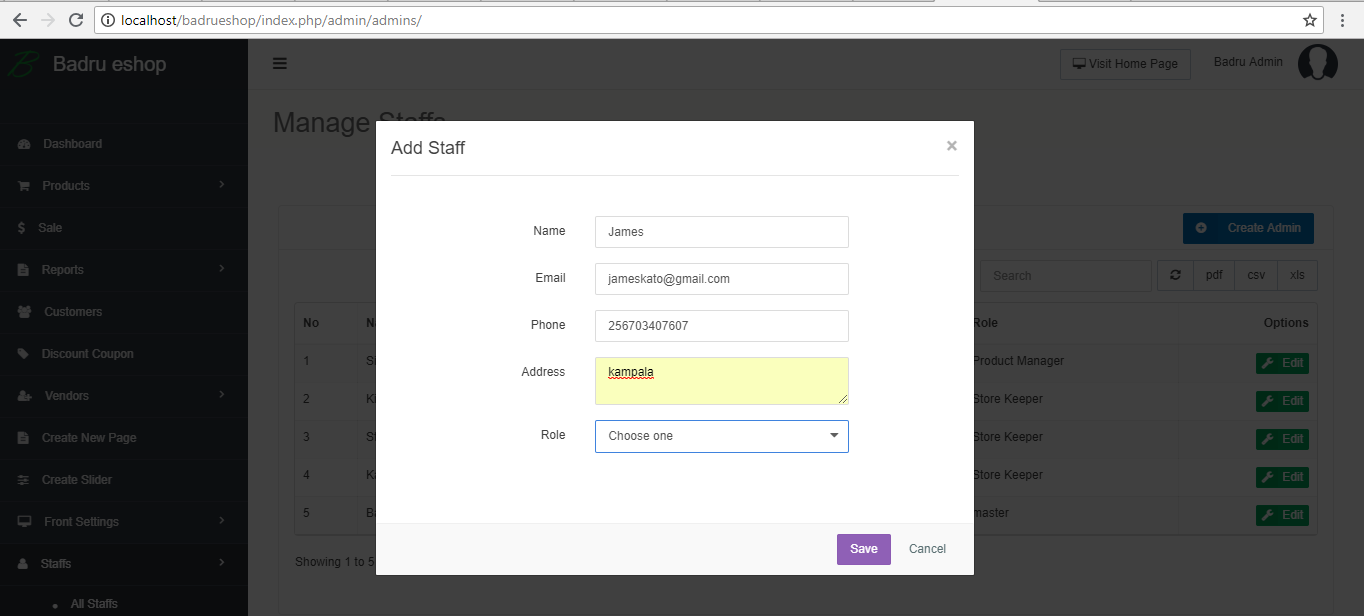 localhost/badrueshop/index.php/admin/admins/
Badru eshop
Visit Home Page
Badru Admin
Manage Staffs
Dashboard
Products
Sale
Reports
Customers
Discount Coupon
Vendors
Create New Page
Create Slider
Front Settings
Staffs
All Staffs
Add Staff
×
Name James
Email jameskato@gmail.com
Phone 256703407607
Address kampala
Role Choose one
Save Cancel
Create Admin
Search pdf csv xls
No Role Options
1 Product Manager Edit
2 Store Keeper Edit
3 Store Keeper Edit
4 Store Keeper Edit
5 master Edit
Showing 1 to 5